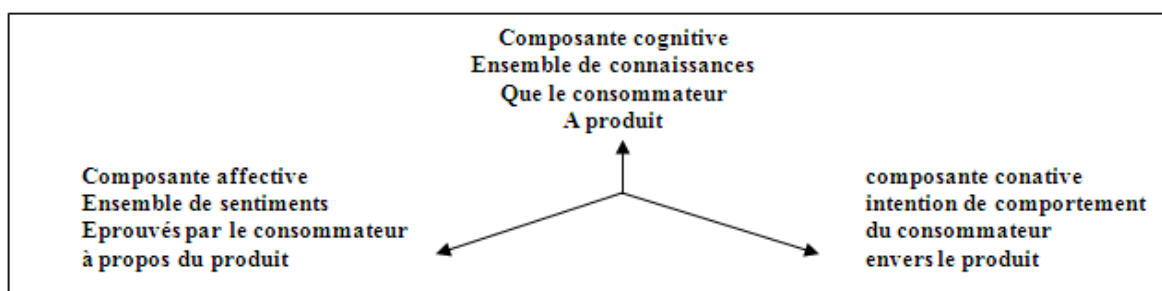 Composante cognitive
Ensemble de connaissances
Que le consommateur
A produit
Composante affective
Ensemble de sentiments
Eprouvés par le consommateur
à propos du produit
composante conative
intention de comportement
du consommateur
envers le produit